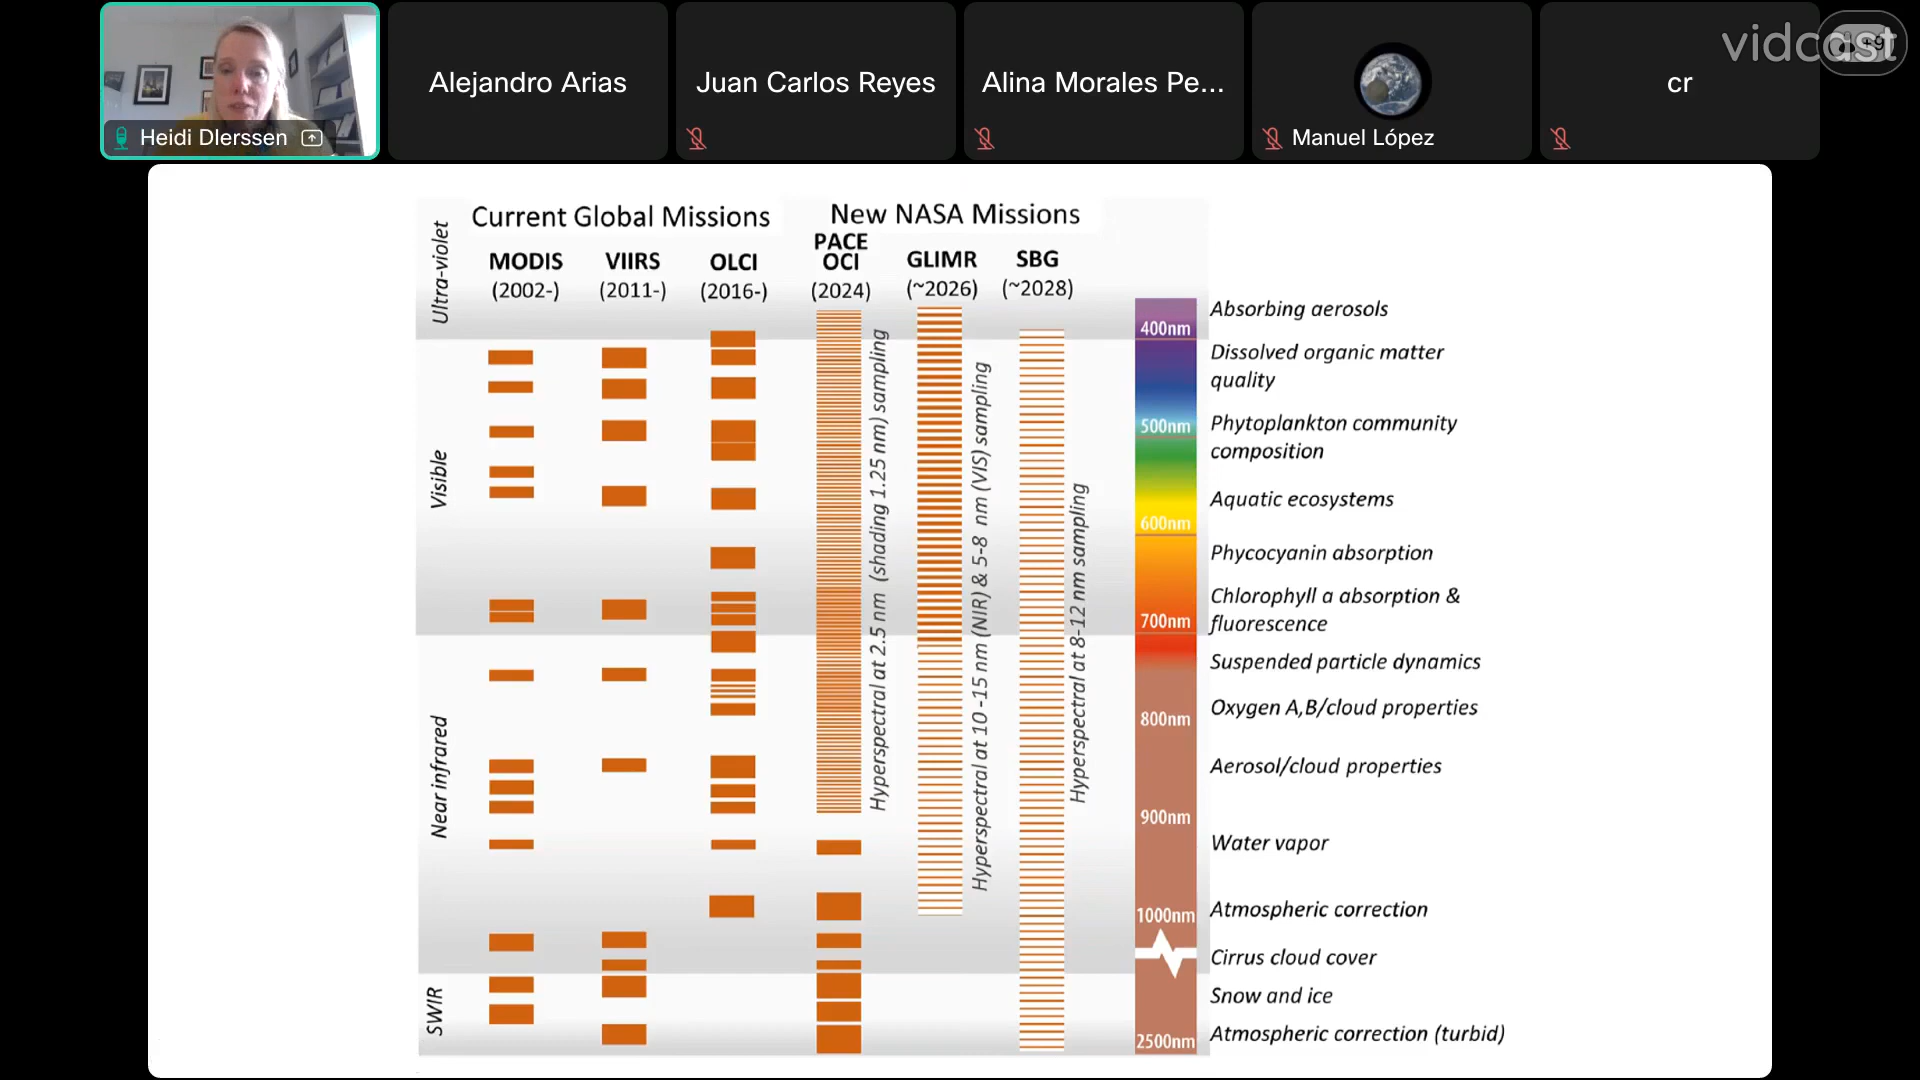 vidcast
+9
Alejandro Arias
Juan Carlos Reyes
Alina Morales Pe...
cr
Heidi DIerssen
Manuel López
Current Global Missions
New NASA Missions
MODIS
(2002-)
VIIRS
(2011-)
OLCI
(2016-)
PACE
OCI
(2024)
GLIMR
(~2026)
SBG
(~2028)
Ultra-violet
Visible
Near infrared
SWIR
Hyperspectral at 2.5 nm (shading 1.25 nm) sampling
Hyperspectral at 10 -15 nm (NIR) & 5-8 nm (VIS) sampling
Hyperspectral at 8-12 nm sampling
400nm
500nm
600nm
700nm
800nm
900nm
1000nm
2500nm
Absorbing aerosols
Dissolved organic matter
quality
Phytoplankton community
composition
Aquatic ecosystems
Phycocyanin absorption
Chlorophyll a absorption &
fluorescence
Suspended particle dynamics
Oxygen A,B/cloud properties
Aerosol/cloud properties
Water vapor
Atmospheric correction
Cirrus cloud cover
Snow and ice
Atmospheric correction (turbid)